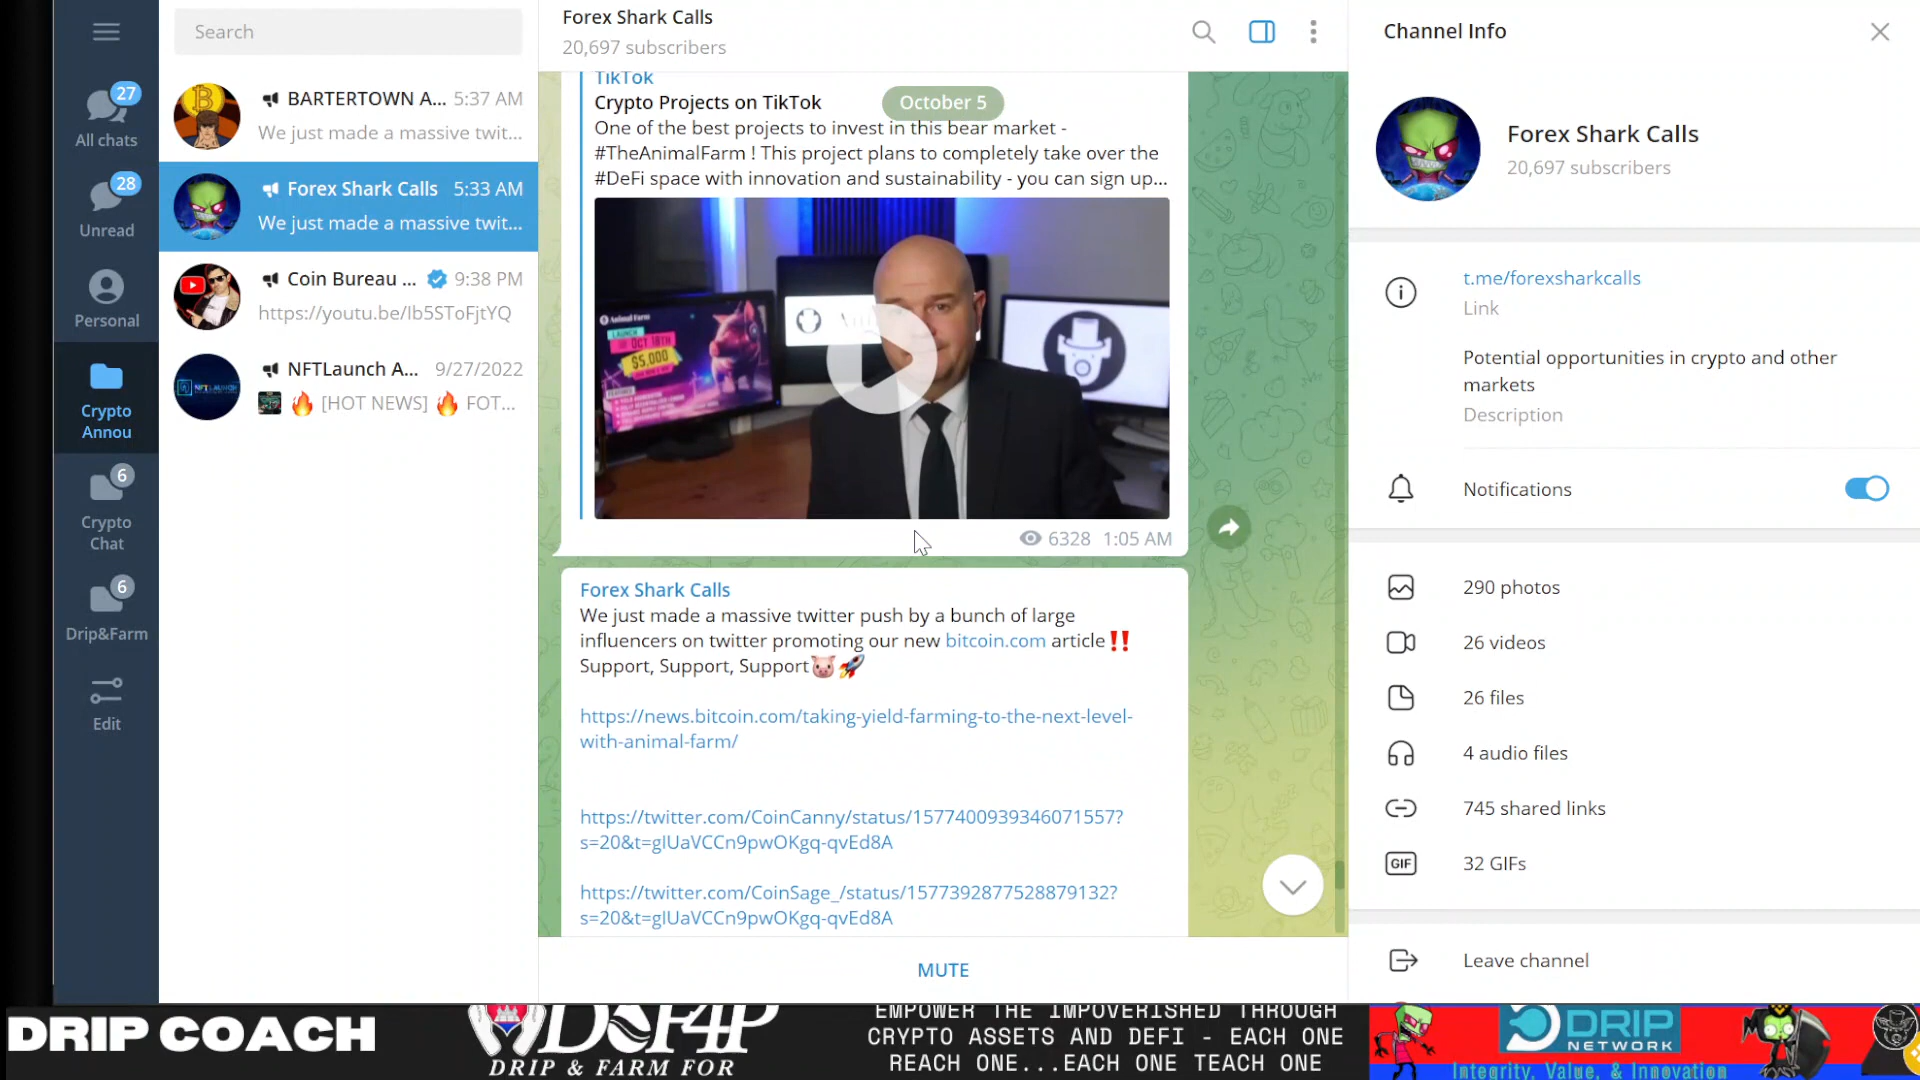 27
All chats
28
Unread
Personal
Crypto
Annou
6
Crypto
Chat
6
Drip&Farm
Edit
Search
BARTERTOWN A... 5:37 AM
We just made a massive twit...
Forex Shark Calls 5:33 AM
We just made a massive twit...
Coin Bureau ... 9:38 PM
https://youtu.be/Ib5SToFjtYQ
NFTLaunch A... 9/27/2022
[HOT NEWS] FOT...
Forex Shark Calls
20,697 subscribers
TikTok
Crypto Projects on TikTok
October 5
One of the best projects to invest in this bear market -
#TheAnimalFarm ! This project plans to completely take over the
#DeFi space with innovation and sustainability - you can sign up...
Animal Farm
LAUNCH
OCT 18TH
$5,000
6328 1:05 AM
Forex Shark Calls
We just made a massive twitter push by a bunch of large
influencers on twitter promoting our new bitcoin.com article‼️
Support, Support, Support🐷🚀
https://news.bitcoin.com/taking-yield-farming-to-the-next-level-
with-animal-farm/
https://twitter.com/CoinCanny/status/1577400939346071557?
s=20&t=glUaVCCn9pwOKgq-qvEd8A
https://twitter.com/CoinSage_/status/1577392877528879132?
s=20&t=glUaVCCn9pwOKgq-qvEd8A
MUTE
Channel Info
Forex Shark Calls
20,697 subscribers
t.me/forexsharkcalls
Link
Potential opportunities in crypto and other
markets
Description
Notifications
290 photos
26 videos
26 files
4 audio files
745 shared links
GIF
32 GIFs
Leave channel
DRIP COACH
DSF4P
DRIP & FARM FOR
EMPOWER THE IMPOVERISHED THROUGH
CRYPTO ASSETS AND DEFI - EACH ONE
REACH ONE...EACH ONE TEACH ONE
DRIP
NETWORK
Integrity, Value, & Innovation